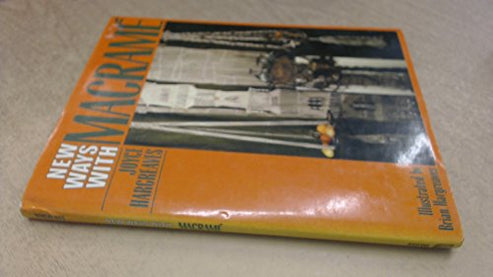 NEW
WAYS
WITH
MACRAMÉ
JOYCE
HARGREAVES
Illustrated by
Brian Hargreaves
MACRAMÉ